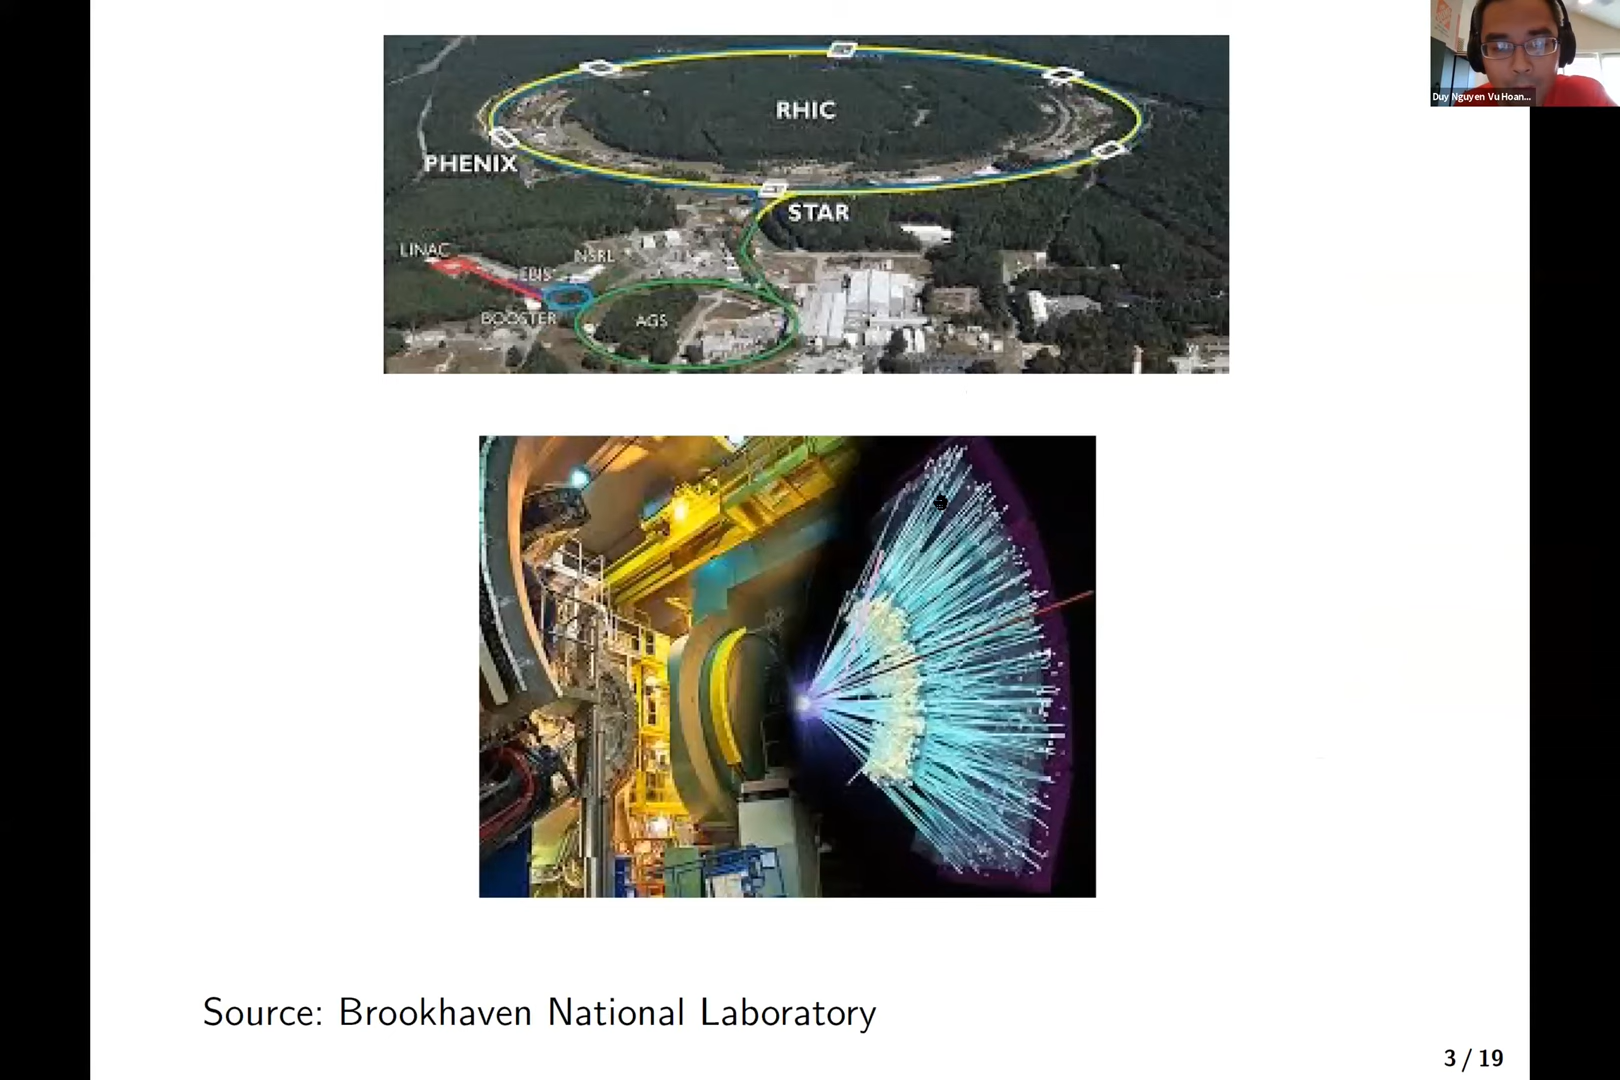 Duy Nguyen Vu Hoan...
RHIC
PHENIX
STAR
LINAC
NSRL
EBIS
BOOSTER
AGS
Source: Brookhaven National Laboratory
3 / 19